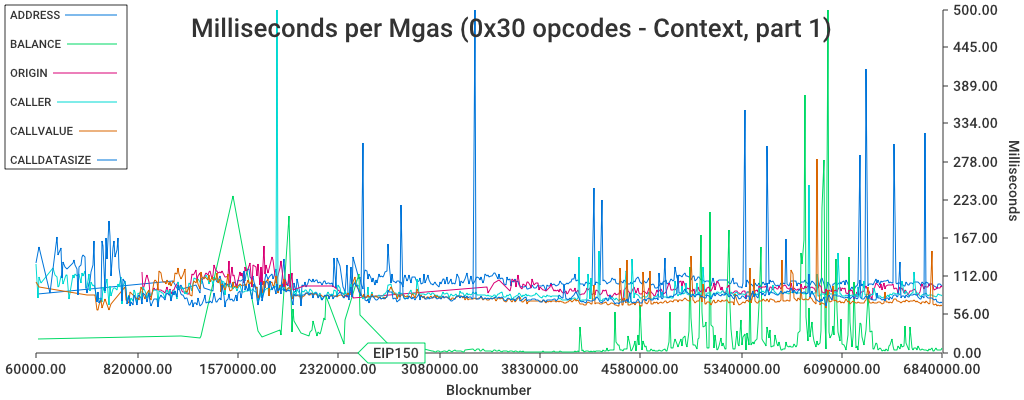 Milliseconds per Mgas (0x30 opcodes - Context, part 1)
ADDRESS
BALANCE
ORIGIN
CALLER
CALLVALUE
CALLDATASIZE
500.00
445.00
389.00
334.00
278.00
223.00
167.00
112.00
56.00
0.00
Milliseconds
EIP150
60000.00 820000.00 1570000.00 2320000.00 3080000.00 3830000.00 4580000.00 5340000.00 6090000.00 6840000.00
Blocknumber